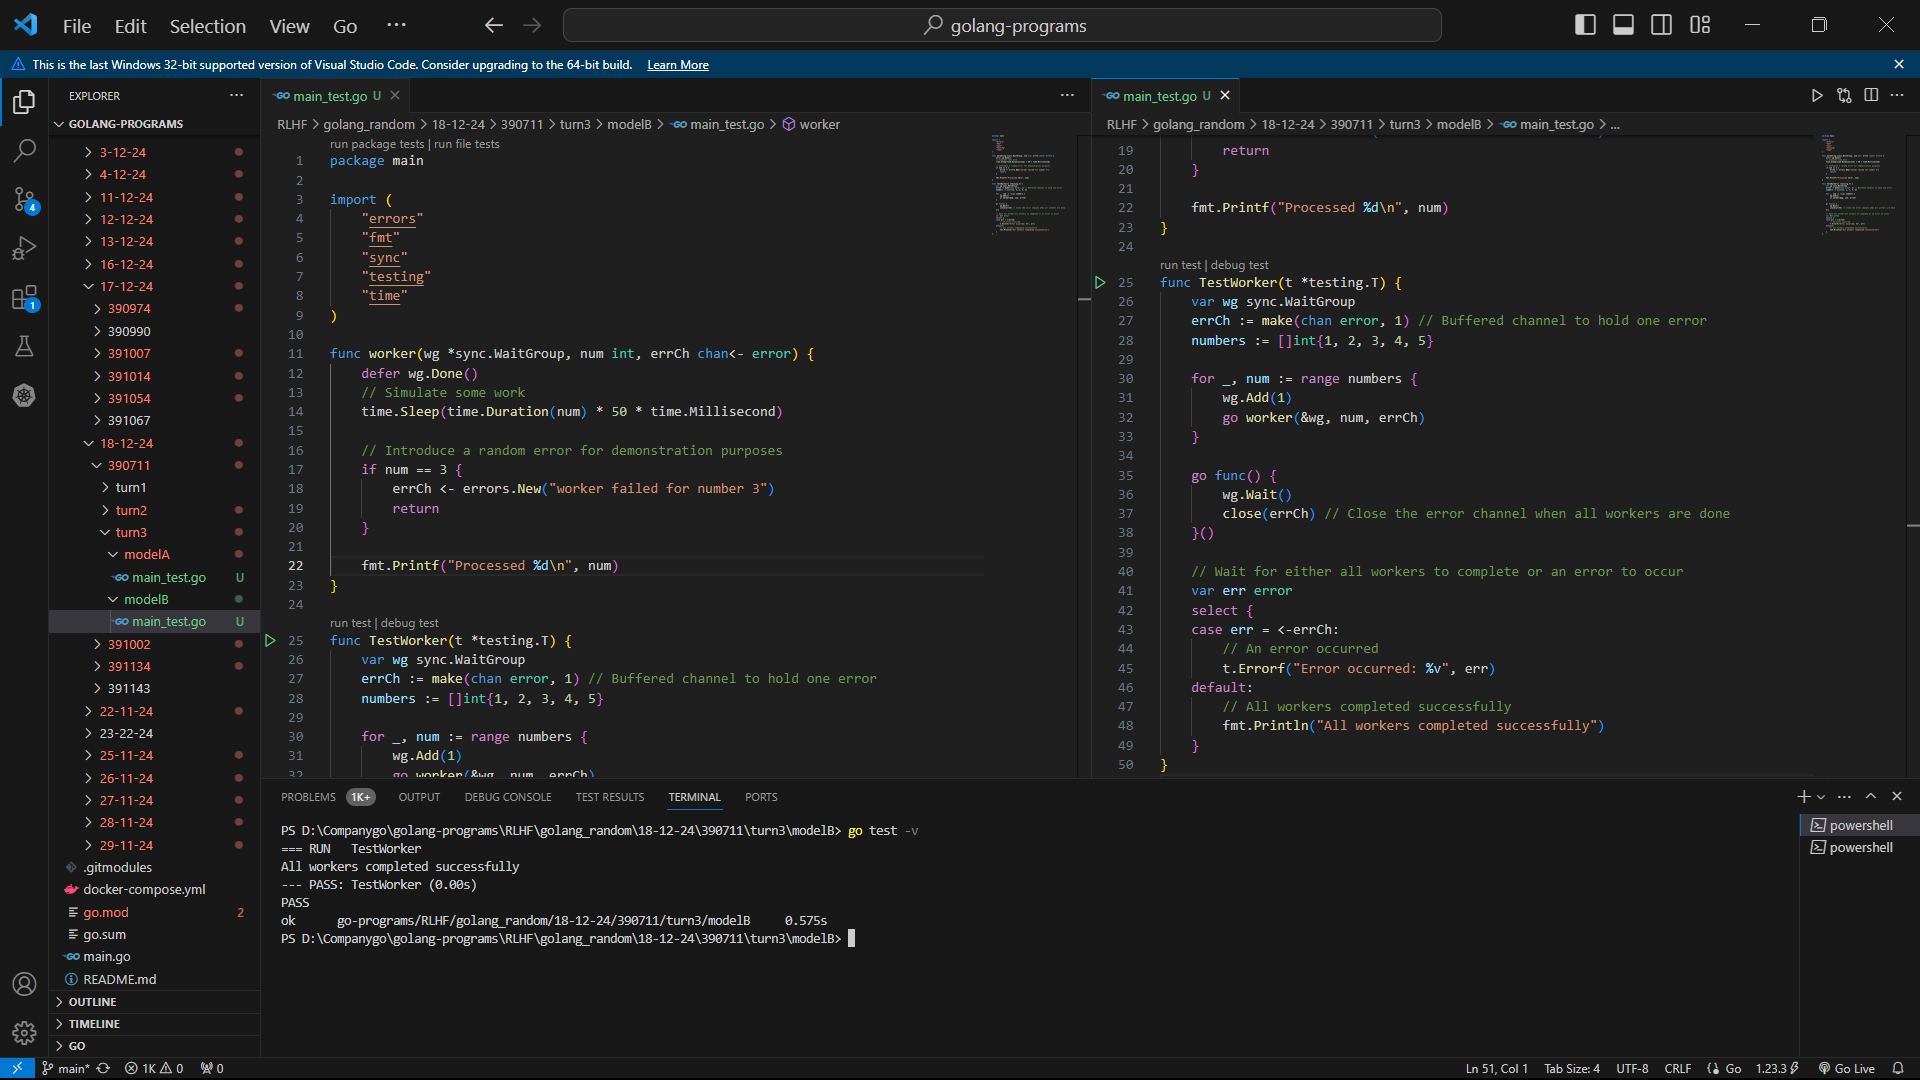 File Edit Selection View Go ···
golang-programs
This is the last Windows 32-bit supported version of Visual Studio Code. Consider upgrading to the 64-bit build. Learn More
EXPLORER
GOLANG-PROGRAMS
3-12-24
4-12-24
11-12-24
12-12-24
13-12-24
16-12-24
17-12-24
390974
390990
391007
391014
391054
391067
18-12-24
390711
turn1
turn2
turn3
modelA
main_test.go U
modelB
main_test.go U
391002
391134
391143
22-11-24
23-22-24
25-11-24
26-11-24
27-11-24
28-11-24
29-11-24
.gitmodules
docker-compose.yml
go.mod 2
go.sum
main.go
README.md
OUTLINE
TIMELINE
GO
4
1
main_test.go U
RLHF > golang_random > 18-12-24 > 390711 > turn3 > modelB > main_test.go > worker
run package tests | run file tests
1 package main
2
3 import (
4 "errors"
5 "fmt"
6 "sync"
7 "testing"
8 "time"
9 )
10
11 func worker(wg *sync.WaitGroup, num int, errCh chan<- error) {
12 defer wg.Done()
13 // Simulate some work
14 time.Sleep(time.Duration(num) * 50 * time.Millisecond)
15
16 // Introduce a random error for demonstration purposes
17 if num == 3 {
18 errCh <- errors.New("worker failed for number 3")
19 return
20 }
21
22 fmt.Printf("Processed %d\n", num)
23 }
24
run test | debug test
25 func TestWorker(t *testing.T) {
26 var wg sync.WaitGroup
27 errCh := make(chan error, 1) // Buffered channel to hold one error
28 numbers := []int{1, 2, 3, 4, 5}
29
30 for _, num := range numbers {
31 wg.Add(1)
32 go worker(&wg, num, errCh)
main_test.go U
RLHF > golang_random > 18-12-24 > 390711 > turn3 > modelB > main_test.go > ...
19 return
20 }
21
22 fmt.Printf("Processed %d\n", num)
23 }
24
run test | debug test
25 func TestWorker(t *testing.T) {
26 var wg sync.WaitGroup
27 errCh := make(chan error, 1) // Buffered channel to hold one error
28 numbers := []int{1, 2, 3, 4, 5}
29
30 for _, num := range numbers {
31 wg.Add(1)
32 go worker(&wg, num, errCh)
33 }
34
35 go func() {
36 wg.Wait()
37 close(errCh) // Close the error channel when all workers are done
38 }()
39
40 // Wait for either all workers to complete or an error to occur
41 var err error
42 select {
43 case err = <-errCh:
44 // An error occurred
45 t.Errorf("Error occurred: %v", err)
46 default:
47 // All workers completed successfully
48 fmt.Println("All workers completed successfully")
49 }
50 }
PROBLEMS 1K+ OUTPUT DEBUG CONSOLE TEST RESULTS TERMINAL PORTS
PS D:\Companygo\golang-programs\RLHF\golang_random\18-12-24\390711\turn3\modelB> go test -v
=== RUN TestWorker
All workers completed successfully
--- PASS: TestWorker (0.00s)
PASS
ok go-programs/RLHF/golang_random/18-12-24/390711/turn3/modelB 0.575s
PS D:\Companygo\golang-programs\RLHF\golang_random\18-12-24\390711\turn3\modelB>
powershell
powershell
main* 1K 0 0 Ln 51, Col 1 Tab Size: 4 UTF-8 CRLF Go 1.23.3 Go Live